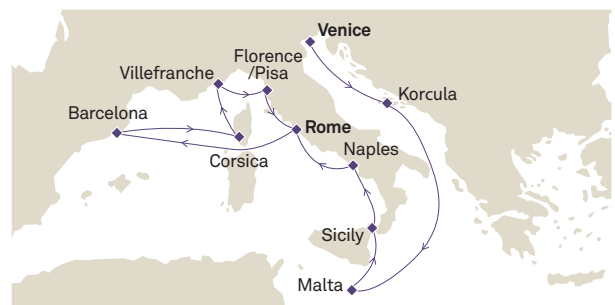 Venice
Florence
/Pisa
Villefranche
Korcula
Barcelona
Rome
Naples
Corsica
Sicily
Malta